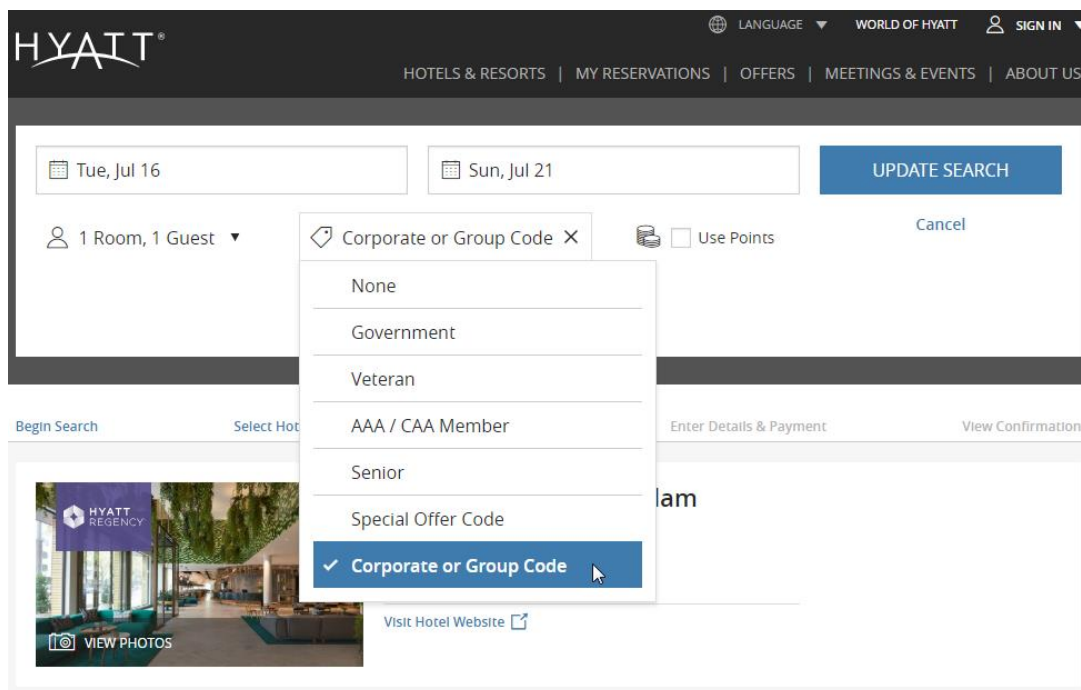 HYATT®
LANGUAGE ▼ WORLD OF HYATT SIGN IN ▼
HOTELS & RESORTS | MY RESERVATIONS | OFFERS | MEETINGS & EVENTS | ABOUT US
Tue, Jul 16
Sun, Jul 21
UPDATE SEARCH
1 Room, 1 Guest ▼
Corporate or Group Code ✕
Use Points
Cancel
None
Government
Veteran
AAA / CAA Member
Senior
Special Offer Code
✓ Corporate or Group Code
Begin Search
Select Hot
Enter Details & Payment
View Confirmation
HYATT
REGENCY
VIEW PHOTOS
dam
Visit Hotel Website